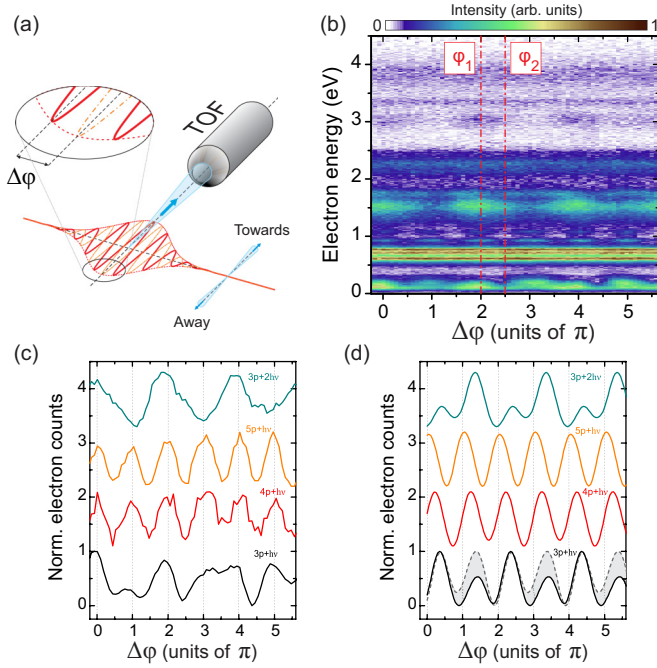 (a)
TOF
Δφ
Towards
Away
(b)
Intensity (arb. units)
0
1
φ1
φ2
Electron energy (eV)
4
3
2
1
0
0
1
2
3
4
5
Δφ (units of π)
(c)
Norm. electron counts
4
3
2
1
0
3p+2hν
5p+hν
4p+hν
3p+hν
0
1
2
3
4
5
Δφ (units of π)
(d)
Norm. electron counts
4
3
2
1
0
3p+2hν
5p+hν
4p+hν
3p+hν
0
1
2
3
4
5
Δφ (units of π)